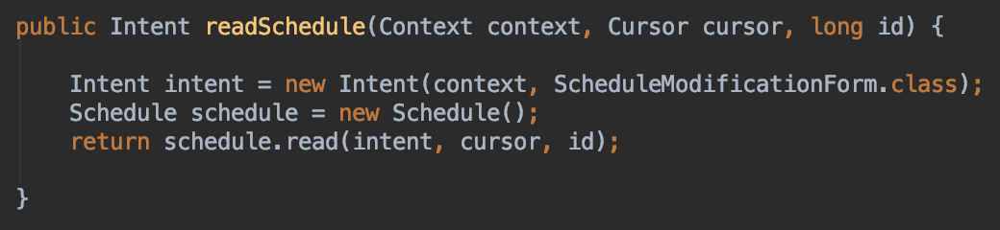 public Intent readSchedule(Context context, Cursor cursor, long id) {
Intent intent = new Intent(context, ScheduleModificationForm.class);
Schedule schedule = new Schedule();
return schedule.read(intent, cursor, id);
}